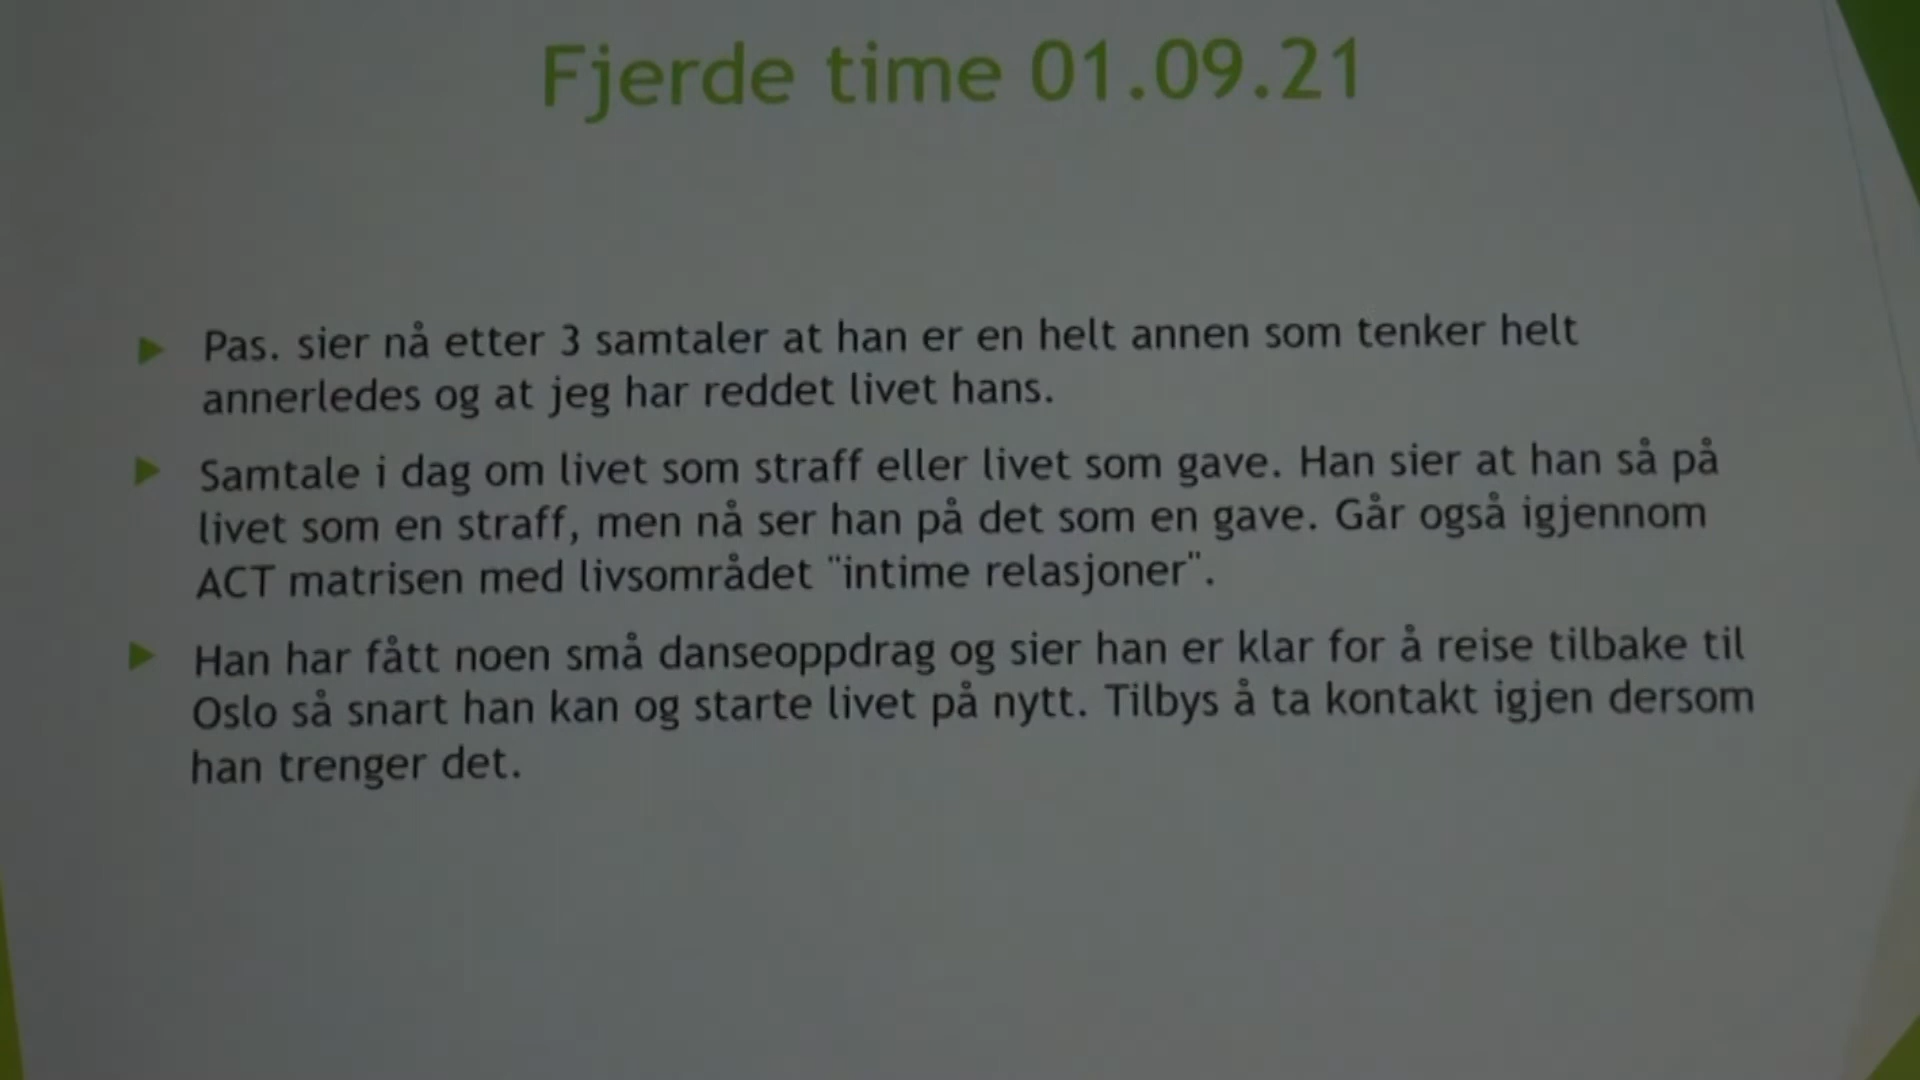 Fjerde time 01.09.21
Pas. sier nå etter 3 samtaler at han er en helt annen som tenker helt
annerledes og at jeg har reddet livet hans.
Samtale i dag om livet som straff eller livet som gave. Han sier at han så på
livet som en straff, men nå ser han på det som en gave. Går også igjennom
ACT matrisen med livsområdet "intime relasjoner".
Han har fått noen små danseoppdrag og sier han er klar for å reise tilbake til
Oslo så snart han kan og starte livet på nytt. Tilbys å ta kontakt igjen dersom
han trenger det.